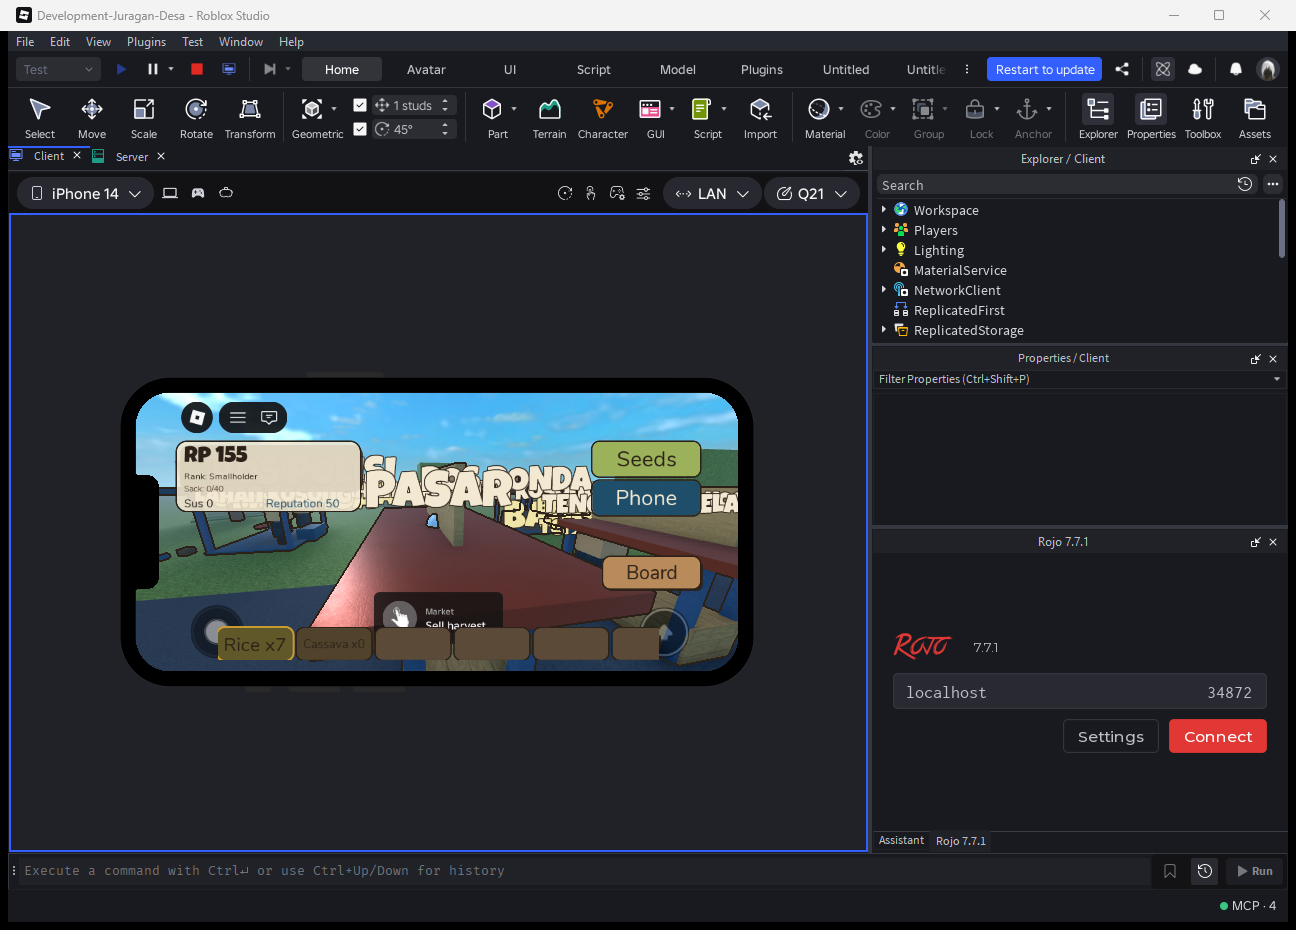 Development-Juragan-Desa - Roblox Studio
File Edit View Plugins Test Window Help
Test Home Avatar UI Script Model Plugins Untitled Untitle Restart to update
Select Move Scale Rotate Transform Geometric 1 studs 45° Part Terrain Character GUI Script Import Material Color Group Lock Anchor Explorer Properties Toolbox Assets
Client Server
iPhone 14 LAN Q21
RP 155
Rank: Smallholder
Sack: 0/40
Sus 0 Reputation 50
PASAR
RONDA
Seeds
Phone
Board
Market
Sell harvest
Rice x7 Cassava x0
Explorer / Client
Search
Workspace
Players
Lighting
MaterialService
NetworkClient
ReplicatedFirst
ReplicatedStorage
Properties / Client
Filter Properties (Ctrl+Shift+P)
Rojo 7.7.1
ROJO 7.7.1
localhost 34872
Settings Connect
Assistant Rojo 7.7.1
Execute a command with Ctrl↵ or use Ctrl+Up/Down for history
Run
MCP · 4